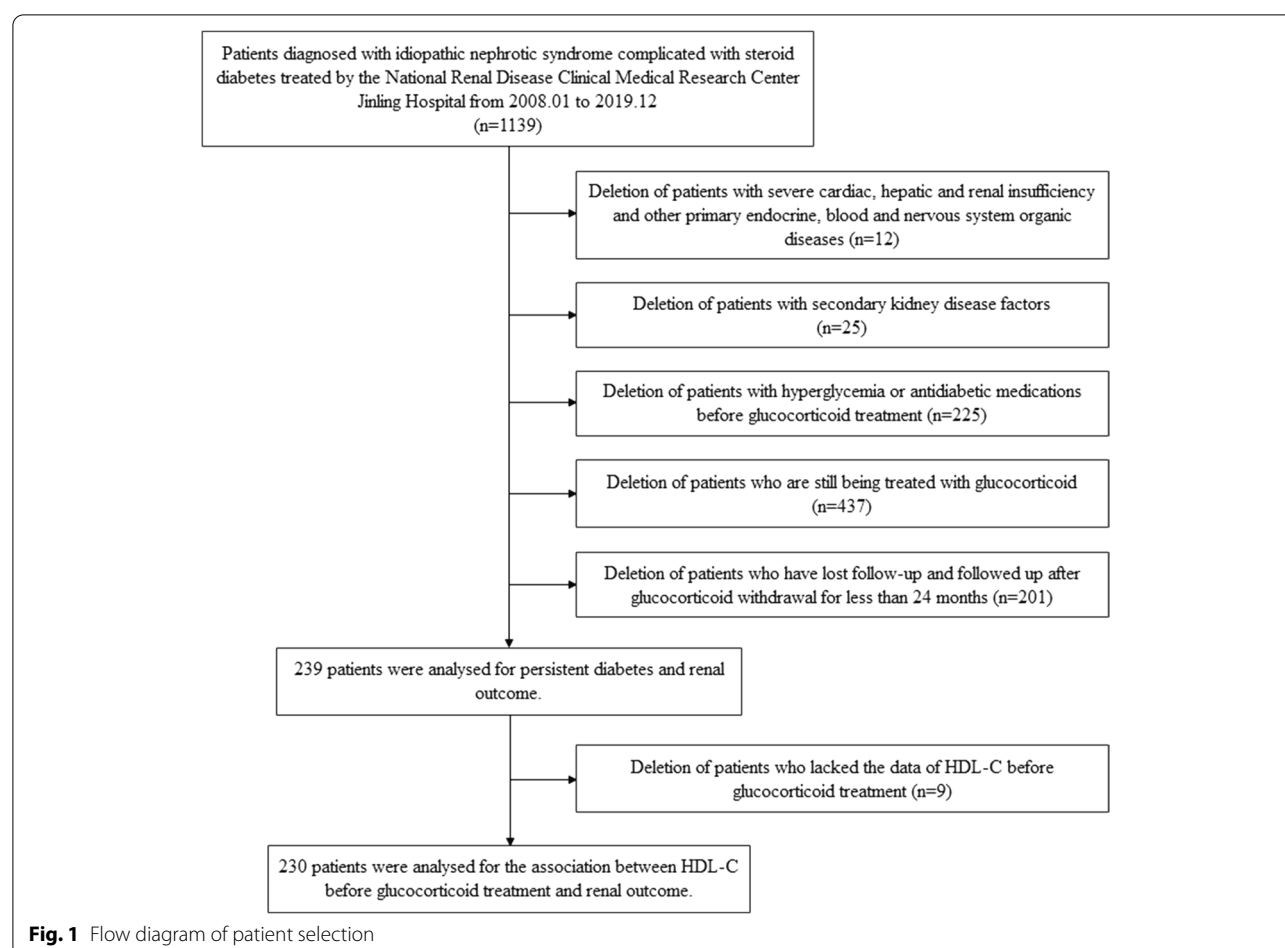 Patients diagnosed with idiopathic nephrotic syndrome complicated with steroid
diabetes treated by the National Renal Disease Clinical Medical Research Center
Jinling Hospital from 2008.01 to 2019.12
(n=1139)
Deletion of patients with severe cardiac, hepatic and renal insufficiency
and other primary endocrine, blood and nervous system organic
diseases (n=12)
Deletion of patients with secondary kidney disease factors
(n=25)
Deletion of patients with hyperglycemia or antidiabetic medications
before glucocorticoid treatment (n=225)
Deletion of patients who are still being treated with glucocorticoid
(n=437)
Deletion of patients who have lost follow-up and followed up after
glucocorticoid withdrawal for less than 24 months (n=201)
239 patients were analysed for persistent diabetes and renal
outcome.
Deletion of patients who lacked the data of HDL-C before
glucocorticoid treatment (n=9)
230 patients were analysed for the association between HDL-C
before glucocorticoid treatment and renal outcome.
Fig. 1 Flow diagram of patient selection